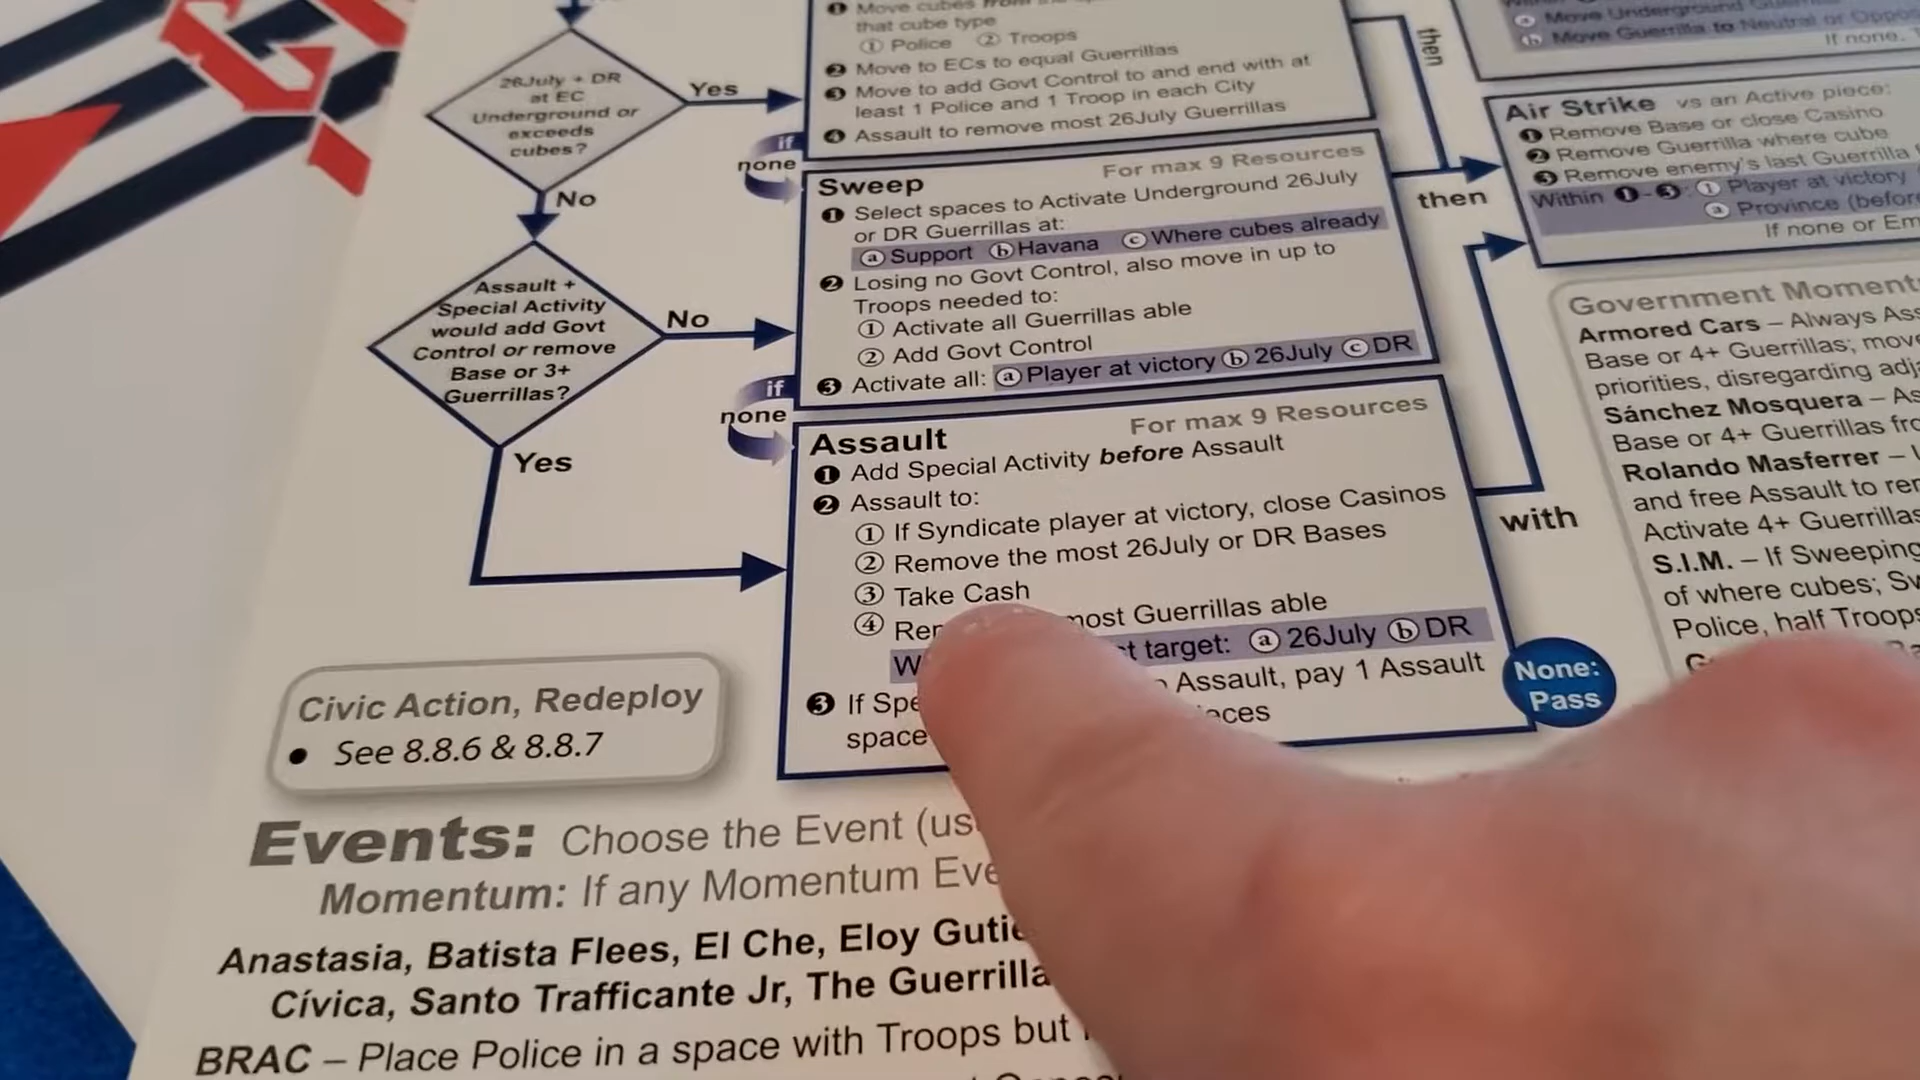 ❶ Move cubes from
that cube type
① Police ② Troops
❷ Move to ECs to equal Guerrillas
❸ Move to add Govt Control to and end with at
least 1 Police and 1 Troop in each City
❹ Assault to remove most 26July Guerrillas
26July + DR
at EC
Underground or
exceeds
cubes?
Yes
No
if
none
then
Sweep For max 9 Resources
❶ Select spaces to Activate Underground 26July
or DR Guerrillas at:
ⓐ Support ⓑ Havana ⓒ Where cubes already
❷ Losing no Govt Control, also move in up to
Troops needed to:
① Activate all Guerrillas able
② Add Govt Control
❸ Activate all: ⓐ Player at victory ⓑ 26July ⓒ DR
then
Assault +
Special Activity
would add Govt
Control or remove
Base or 3+
Guerrillas?
No
Yes
if
none
Assault For max 9 Resources
❶ Add Special Activity before Assault
❷ Assault to:
① If Syndicate player at victory, close Casinos
② Remove the most 26July or DR Bases
③ Take Cash
④ most Guerrillas able
target: ⓐ 26July ⓑ DR
❸ If Assault, pay 1 Assault
space
with
None:
Pass
ⓐ Move Underground
ⓑ Move Guerrilla to Neutral or
If none,
Air Strike vs an Active piece:
❶ Remove Base or close Casino
❷ Remove Guerrilla where cube
❸ Remove enemy's last Guerrilla
Within ❶-❸: ① Player at victory
ⓐ Province
If none or
Government
Armored Cars – Always
Base or 4+ Guerrillas;
priorities, disregarding
Sánchez Mosquera –
Base or 4+ Guerrillas
Rolando Masferrer –
and free Assault to
Activate 4+ Guerrillas
S.I.M. – If Sweeping
of where cubes;
Police, half Troops
Civic Action, Redeploy
• See 8.8.6 & 8.8.7
Events: Choose the Event
Momentum: If any Momentum
Anastasia, Batista Flees, El Che, Eloy
Cívica, Santo Trafficante Jr, The
BRAC – Place Police in a space with Troops but